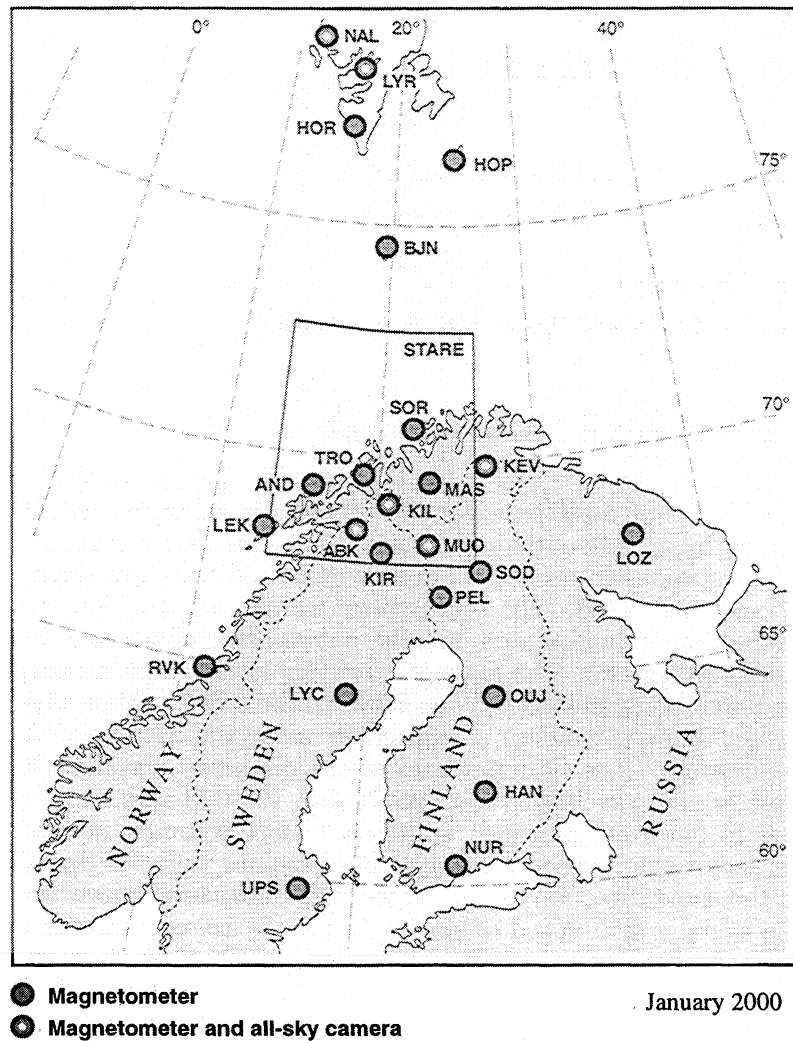 0° 20° 40°
NAL
LYR
HOR
HOP
75°
BJN
STARE
SOR
70°
TRO
KEV
AND
MAS
KIL
LEK
ABK
MUO
LOZ
KIR
SOD
PEL
65°
RVK
LYC
OUJ
NORWAY
SWEDEN
FINLAND
RUSSIA
HAN
NUR
60°
UPS
Magnetometer
January 2000
Magnetometer and all-sky camera